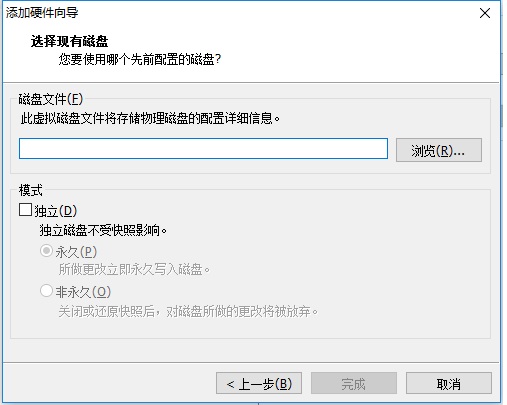 添加硬件向导
选择现有磁盘
您要使用哪个先前配置的磁盘?
磁盘文件(F)
此虚拟磁盘文件将存储物理磁盘的配置详细信息。
浏览(R)...
模式
独立(D)
独立磁盘不受快照影响。
永久(P)
所做更改立即永久写入磁盘。
非永久(O)
关闭或还原快照后，对磁盘所做的更改将被放弃。
< 上一步(B) 完成 取消